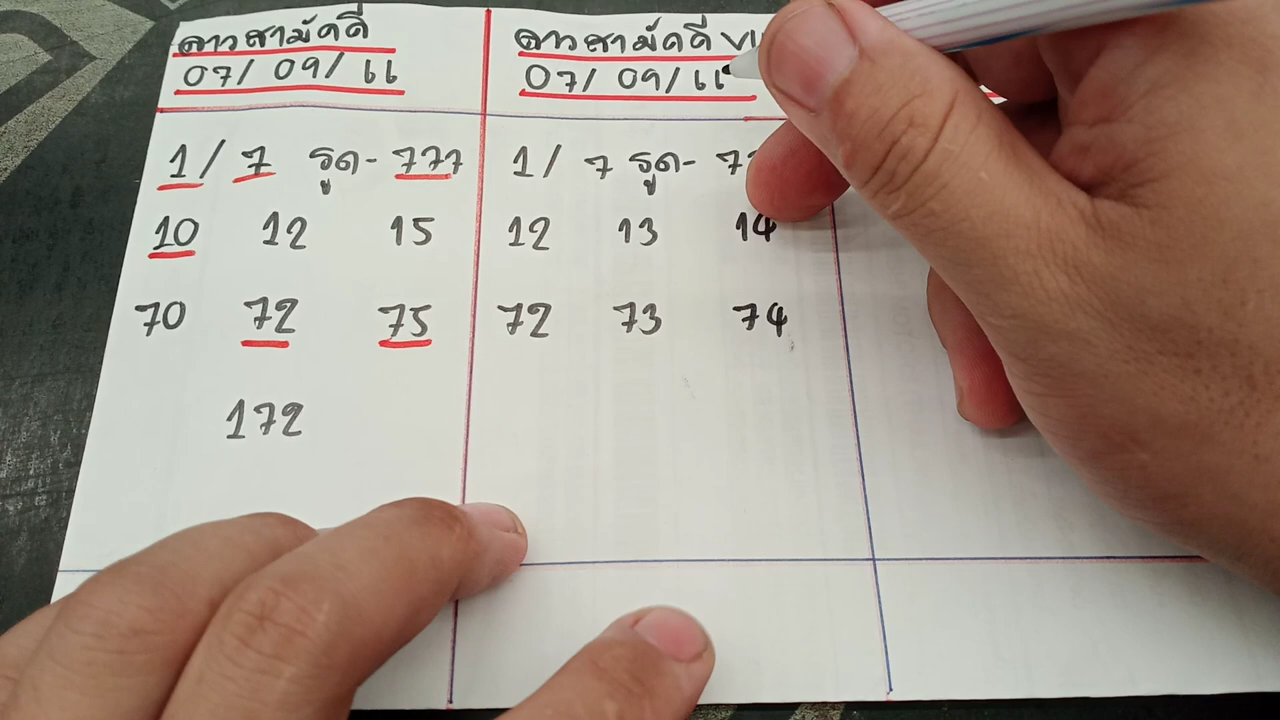 ลาวสามัคคี
07/ 09/ 66
1/ 7 รูด- 777
10 12 15
70 72 75
172
ลาวสามัคคี
07/ 09/ 66
1/ 7 รูด-
12 13 14
72 73 74